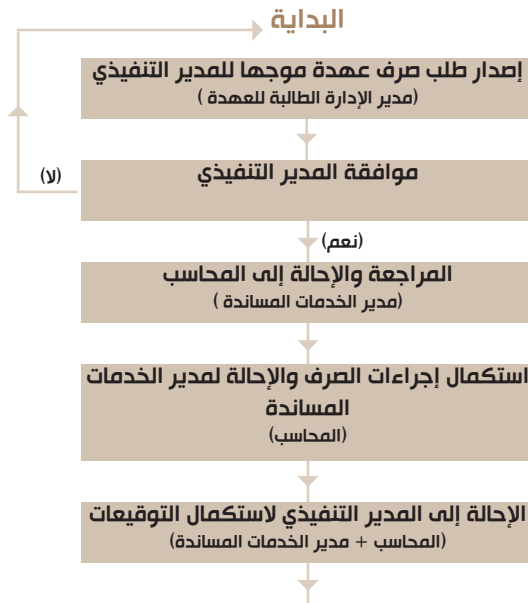 البداية
إصدار طلب صرف عهدة موجها للمدير التنفيذي
(مدير الإدارة الطالبة للعهدة )
موافقة المدير التنفيذي
(لا)
(نعم)
المراجعة والإحالة إلى المحاسب
(مدير الخدمات المساندة )
استكمال إجراءات الصرف والإحالة لمدير الخدمات
المساندة
(المحاسب)
الإحالة إلى المدير التنفيذي لاستكمال التوقيعات
(المحاسب + مدير الخدمات المساندة)